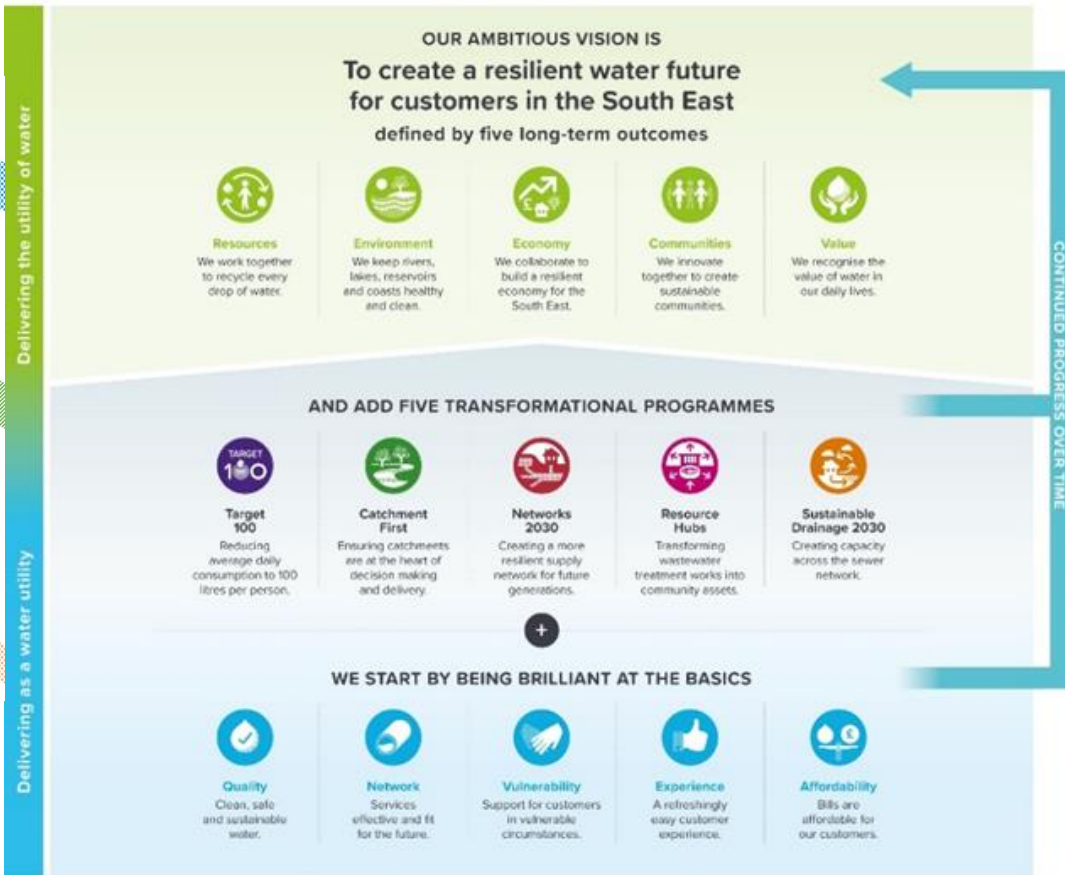 OUR AMBITIOUS VISION IS
To create a resilient water future
for customers in the South East
defined by five long-term outcomes
Resources
We work together
to recycle every
drop of water.
Environment
We keep rivers,
lakes, reservoirs
and coasts healthy
and clean.
Economy
We collaborate to
build a resilient
economy for the
South East.
Communities
We innovate
together to create
sustainable
communities.
Value
We recognise the
value of water in
our daily lives.
AND ADD FIVE TRANSFORMATIONAL PROGRAMMES
TARGET
100
Target
100
Reducing
average daily
consumption to 100
litres per person.
Catchment
First
Ensuring catchments
are at the heart of
decision making
and delivery.
Networks
2030
Creating a more
resilient supply
network for future
generations.
Resource
Hubs
Transforming
wastewater
treatment works into
community assets.
Sustainable
Drainage 2030
Creating capacity
across the sewer
network.
+
WE START BY BEING BRILLIANT AT THE BASICS
Quality
Clean, safe
and sustainable
water.
Network
Services
effective and fit
for the future.
Vulnerability
Support for customers
in vulnerable
circumstances.
Experience
A refreshingly
easy customer
experience.
£
Affordability
Bills are
affordable for
our customers.
Delivering the utility of water
Delivering as a water utility
CONTINUED PROGRESS OVER TIME